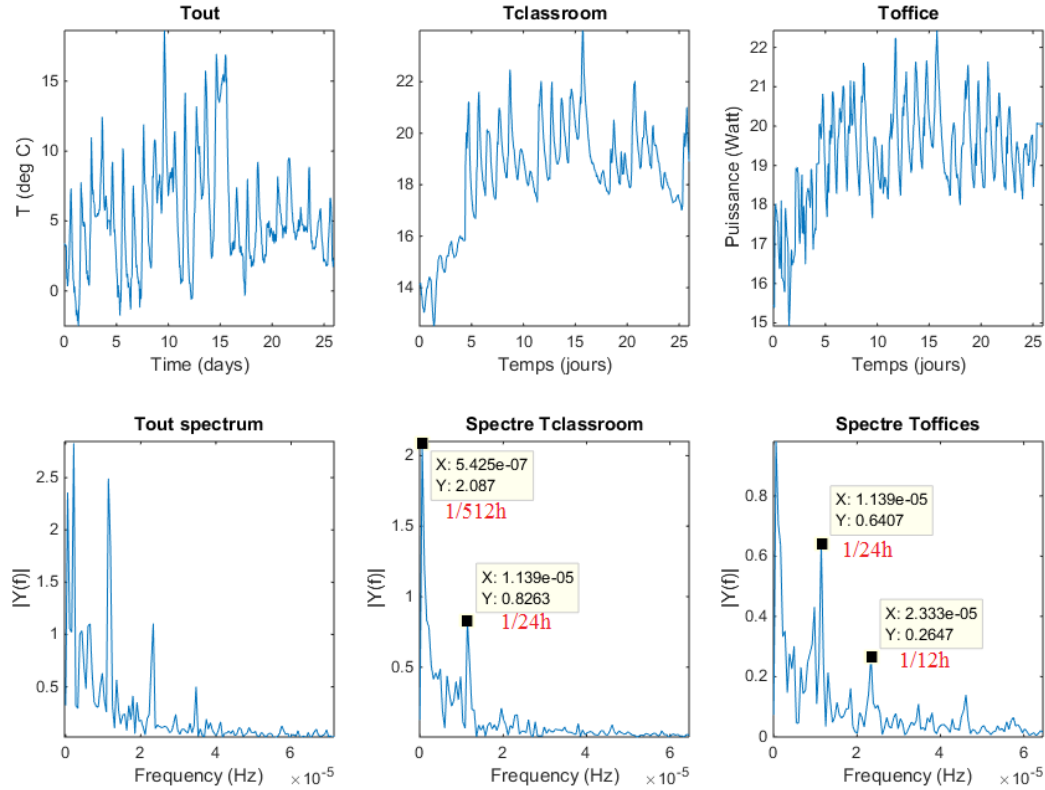 Tout
T (deg C)
15
10
5
0
0 5 10 15 20 25
Time (days)
Tclassroom
22
20
18
16
14
0 5 10 15 20 25
Temps (jours)
Toffice
Puissance (Watt)
22
21
20
19
18
17
16
15
0 5 10 15 20 25
Temps (jours)
Tout spectrum
|Y(f)|
2.5
2
1.5
1
0.5
0 2 4 6
Frequency (Hz)
×10-5
Spectre Tclassroom
|Y(f)|
2
1.5
1
0.5
X: 5.425e-07
Y: 2.087
1/512h
X: 1.139e-05
Y: 0.8263
1/24h
0 2 4 6
Frequency (Hz)
×10-5
Spectre Toffices
|Y(f)|
0.8
0.6
0.4
0.2
0
X: 1.139e-05
Y: 0.6407
1/24h
X: 2.333e-05
Y: 0.2647
1/12h
0 2 4 6
Frequency (Hz)
×10-5